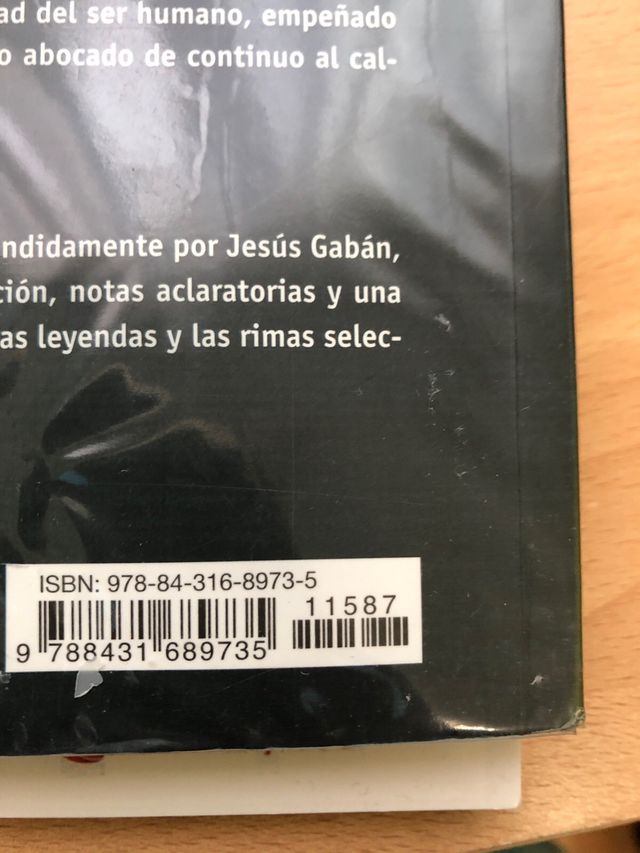 ad del ser humano, empeñado
o abocado de continuo al cal-
ndidamente por Jesús Gabán,
ción, notas aclaratorias y una
as leyendas y las rimas selec-
ISBN: 978-84-316-8973-5
11587
9 788431 689735